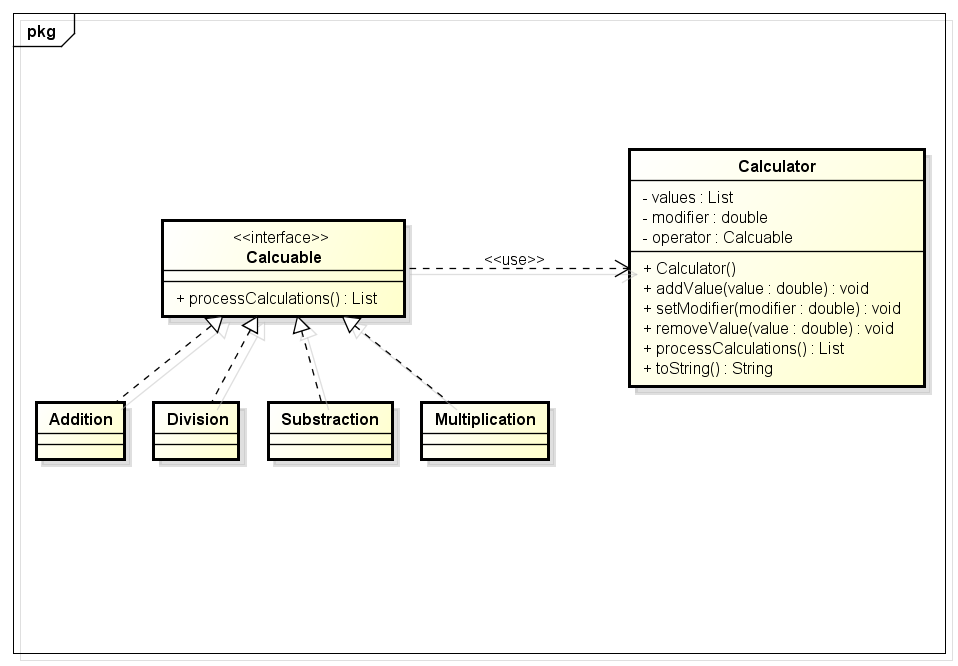 pkg
<<interface>>
Calcuable
+ processCalculations() : List
<<use>>
Calculator
- values : List
- modifier : double
- operator : Calcuable
+ Calculator()
+ addValue(value : double) : void
+ setModifier(modifier : double) : void
+ removeValue(value : double) : void
+ processCalculations() : List
+ toString() : String
Addition
Division
Substraction
Multiplication